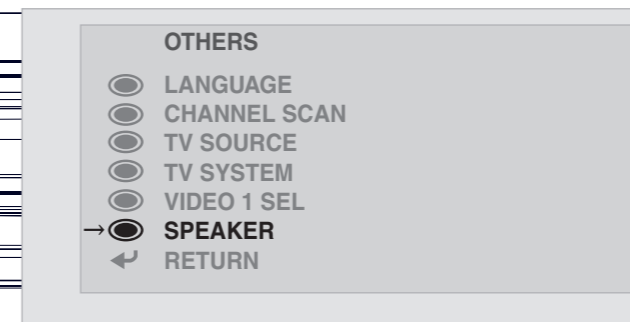 OTHERS
LANGUAGE
CHANNEL SCAN
TV SOURCE
TV SYSTEM
VIDEO 1 SEL
→ SPEAKER
RETURN